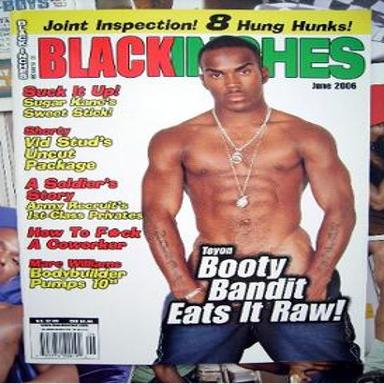 Joint Inspection! 8 Hung Hunks!
BLACKINCHES
June 2006
Suck It Up!
Sugar Kane's
Sweet Stick!
Shorty
Vid Stud's
Uncut
Package
A Soldier's
Story
Army Recruit's
1st-Class Privates
How To F*ck
A Coworker
Marc Williams
Bodybuilder
Pumps 10"
Teyon
Booty
Bandit
Eats It Raw!